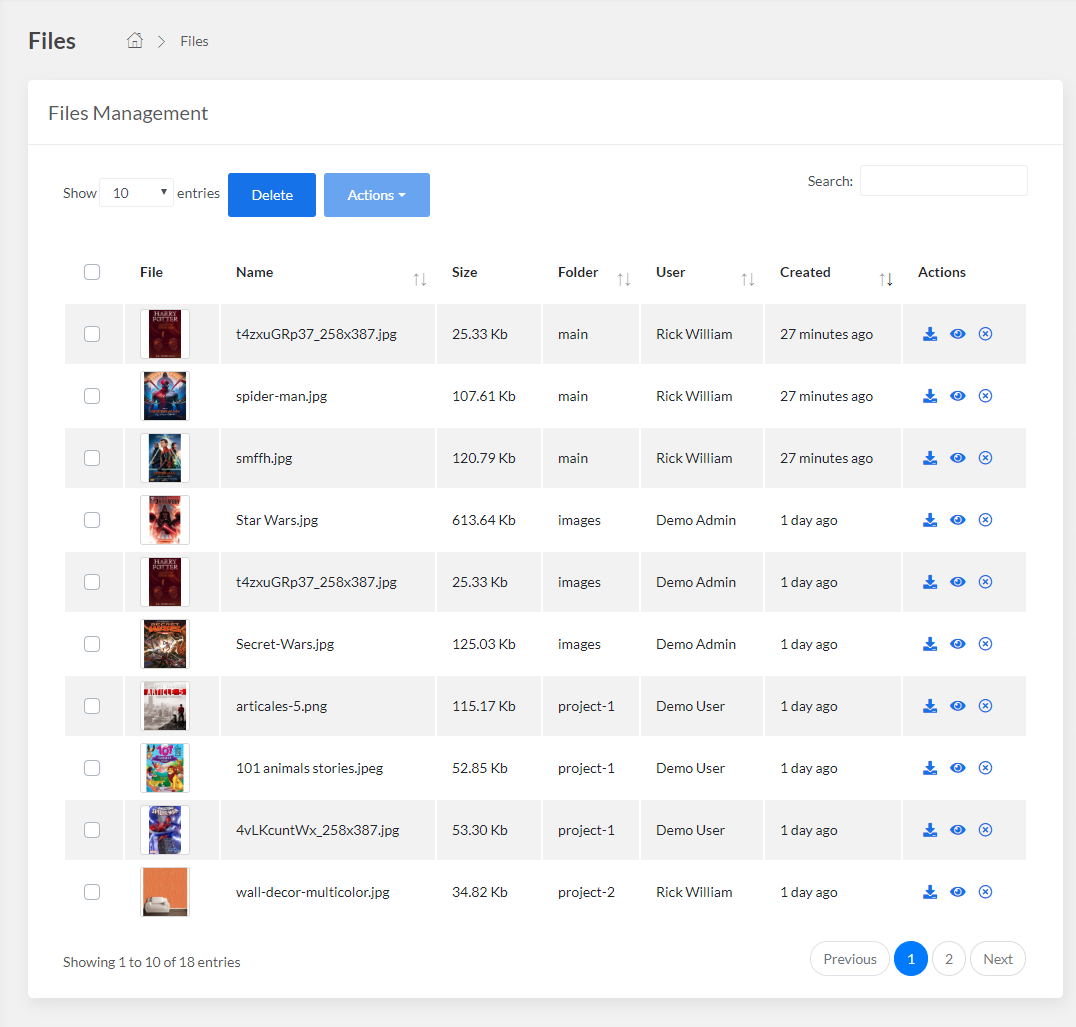 Files Files
Files Management
Show 10 entries Delete Actions Search:
File Name Size Folder User Created Actions
HARRY POTTER t4zxuGRp37_258x387.jpg 25.33 Kb main Rick William 27 minutes ago
spider-man.jpg 107.61 Kb main Rick William 27 minutes ago
smffh.jpg 120.79 Kb main Rick William 27 minutes ago
Star Wars.jpg 613.64 Kb images Demo Admin 1 day ago
HARRY POTTER t4zxuGRp37_258x387.jpg 25.33 Kb images Demo Admin 1 day ago
Secret-Wars.jpg 125.03 Kb images Demo Admin 1 day ago
ARTICLE 5 articales-5.png 115.17 Kb project-1 Demo User 1 day ago
107 101 animals stories.jpeg 52.85 Kb project-1 Demo User 1 day ago
4vLKcuntWx_258x387.jpg 53.30 Kb project-1 Demo User 1 day ago
wall-decor-multicolor.jpg 34.82 Kb project-2 Rick William 1 day ago
Showing 1 to 10 of 18 entries Previous 1 2 Next